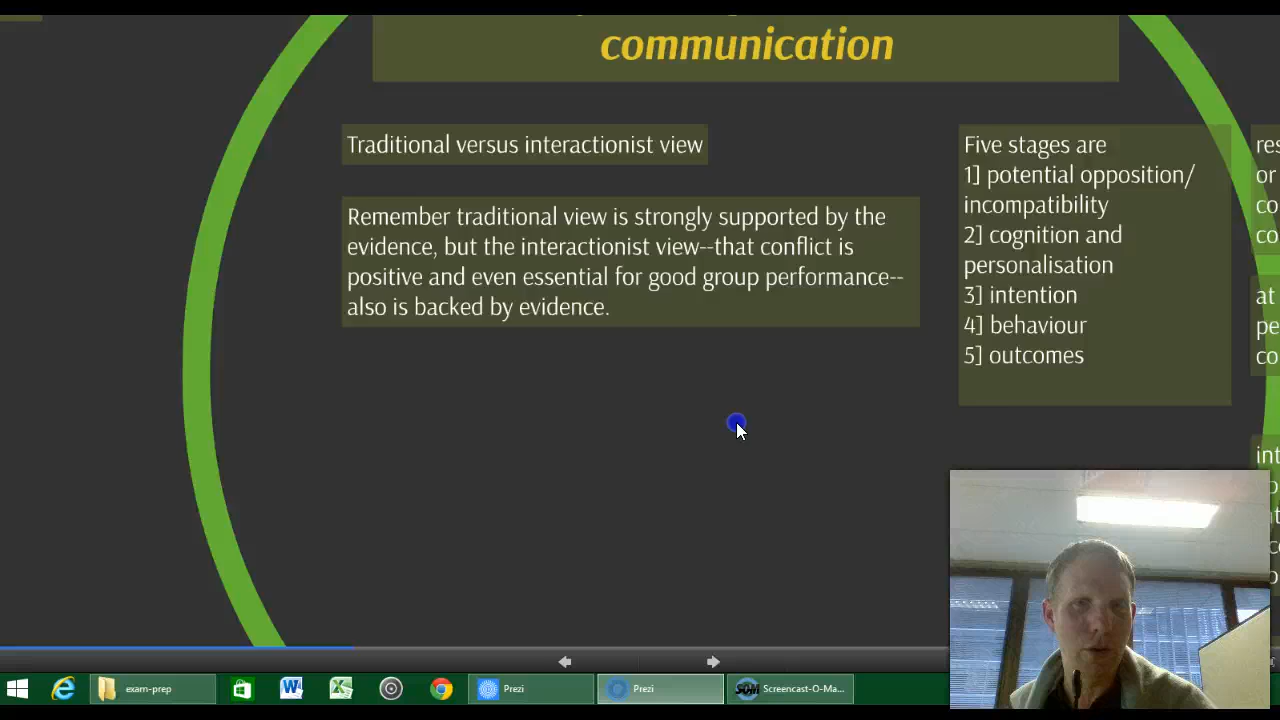 communication
Traditional versus interactionist view
Remember traditional view is strongly supported by the
evidence, but the interactionist view--that conflict is
positive and even essential for good group performance--
also is backed by evidence.
Five stages are
1] potential opposition/
incompatibility
2] cognition and
personalisation
3] intention
4] behaviour
5] outcomes
or
at
exam-prep
Prezi
Prezi
Screencast-O-Ma...